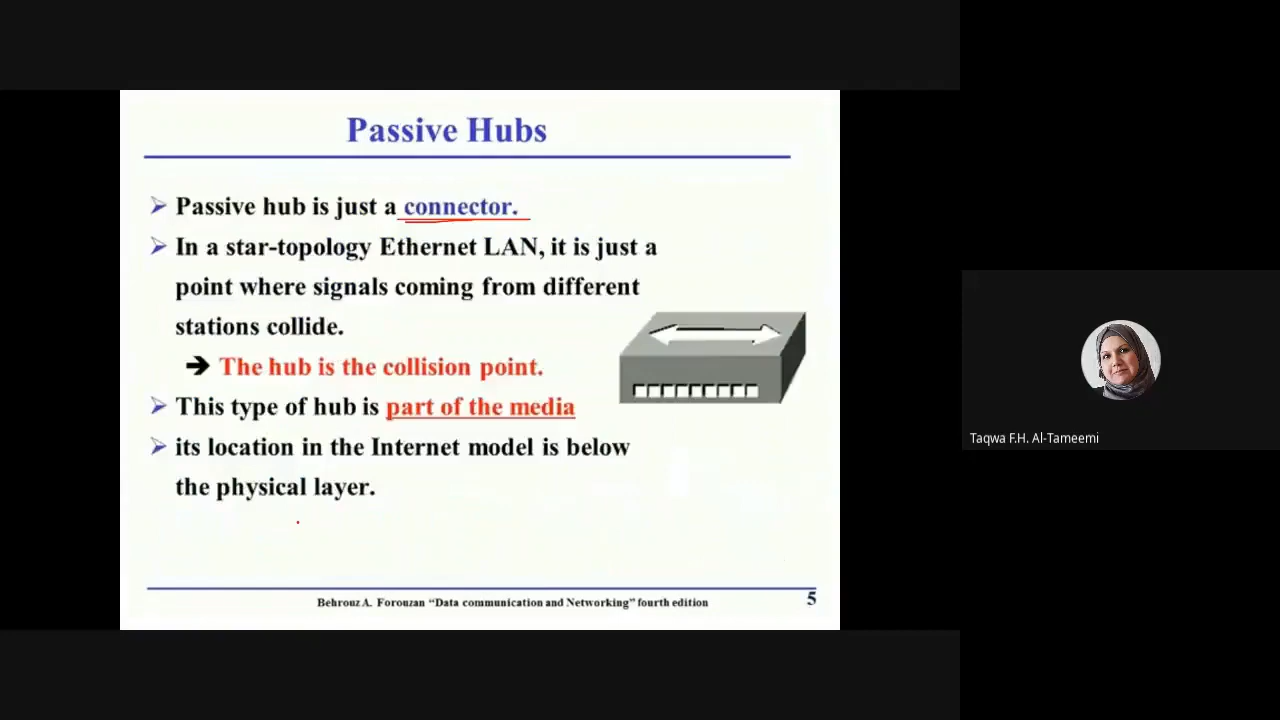 Passive Hubs
Passive hub is just a connector.
In a star-topology Ethernet LAN, it is just a
point where signals coming from different
stations collide.
The hub is the collision point.
This type of hub is part of the media
its location in the Internet model is below
the physical layer.
Behrouz A. Forouzan “Data communication and Networking” fourth edition
5
Taqwa F.H. Al-Tameemi